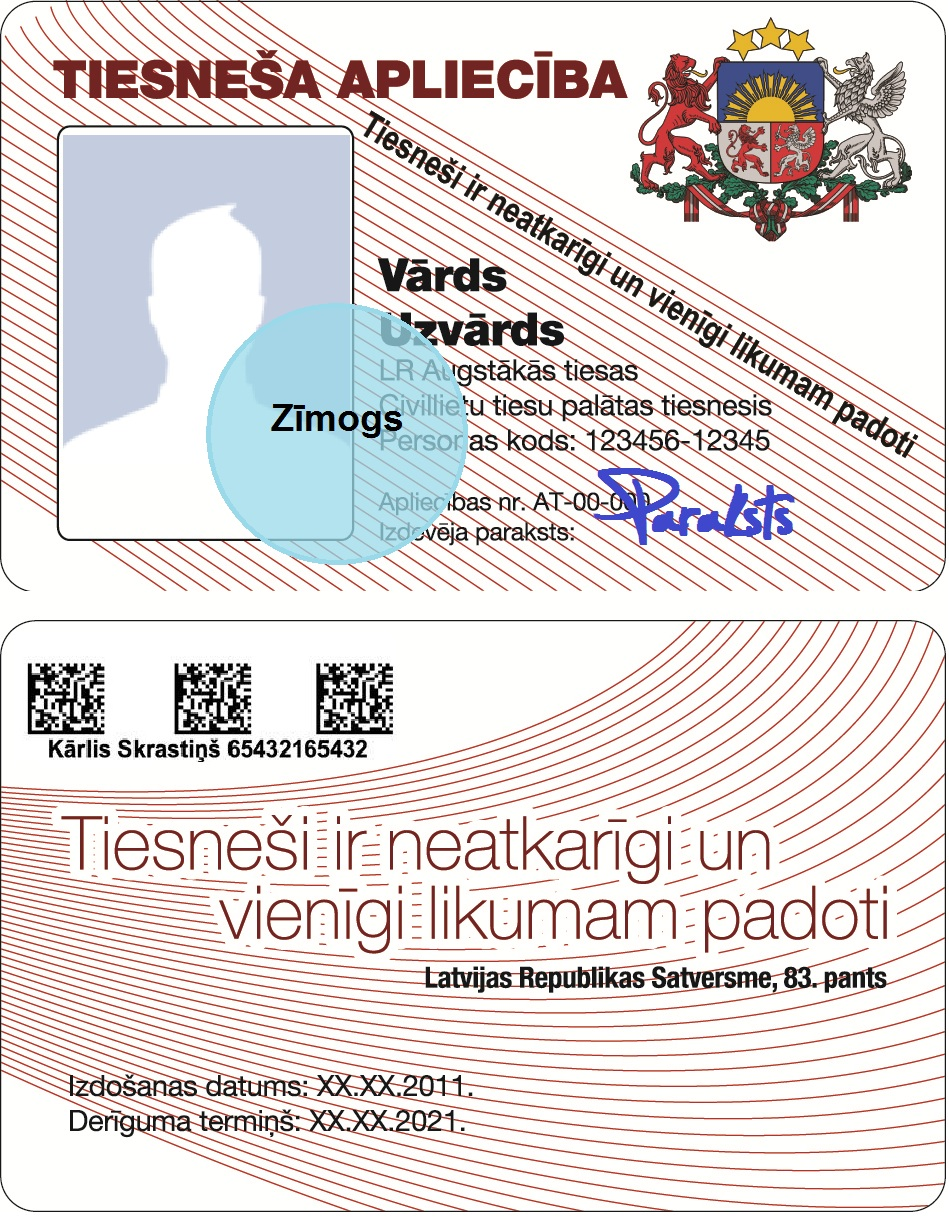 TIESNEŠA APLIECĪBA
Tiesneši ir neatkarīgi un vienīgi likumam padoti
Vārds
Uzvārds
LR Augstākās tiesas
Civillietu tiesu palātas tiesnesis
Personas kods: 123456-12345
Zīmogs
Apliecības nr. AT-00-000
Izdevēja paraksts:
Paraksts
Kārlis Skrastiņš 65432165432
Tiesneši ir neatkarīgi un
vienīgi likumam padoti
Latvijas Republikas Satversme, 83. pants
Izdošanas datums: XX.XX.2011.
Derīguma termiņš: XX.XX.2021.